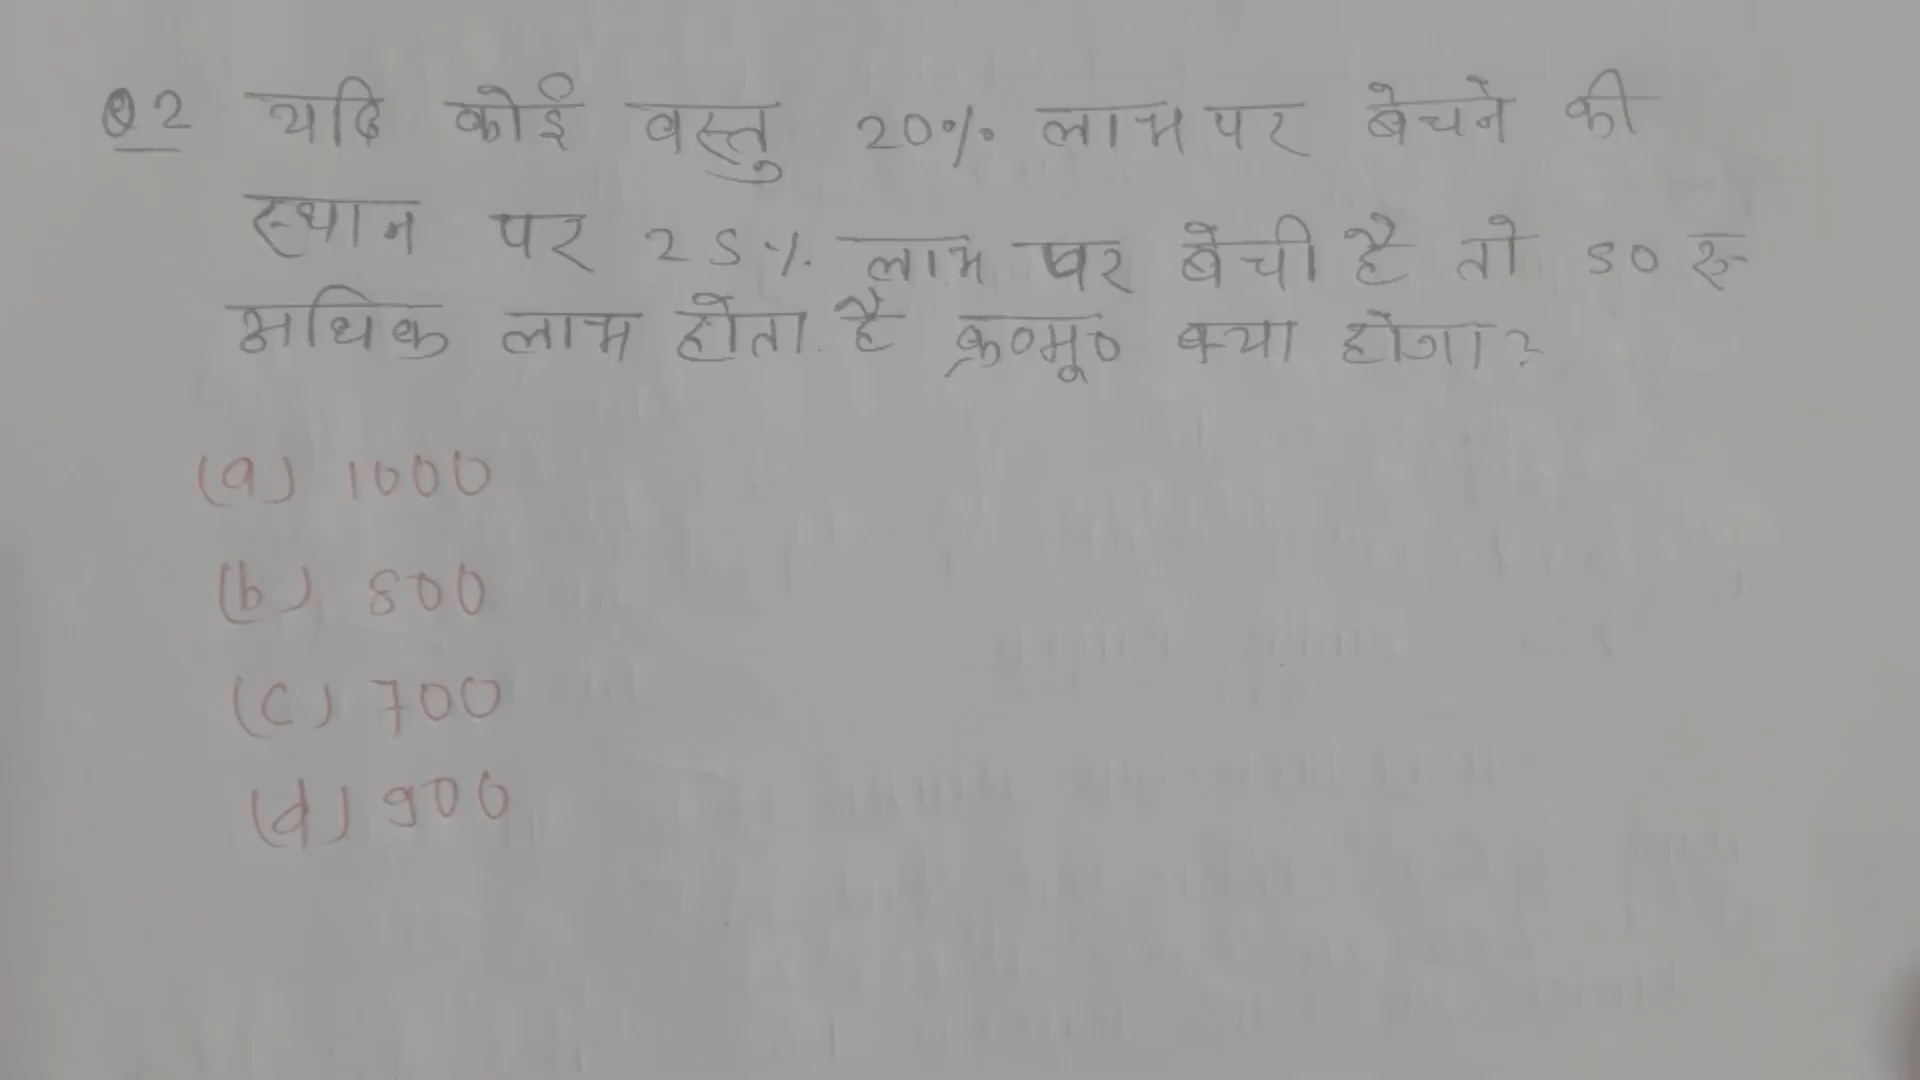 Q2 यदि कोई वस्तु 20% लाभ पर बेचने की
स्थान पर 25% लाभ पर बेची है तो 50 रु
अधिक लाभ होता है क्र०मू० क्या होगा?
(a) 1000
(b) 800
(c) 700
(d) 900